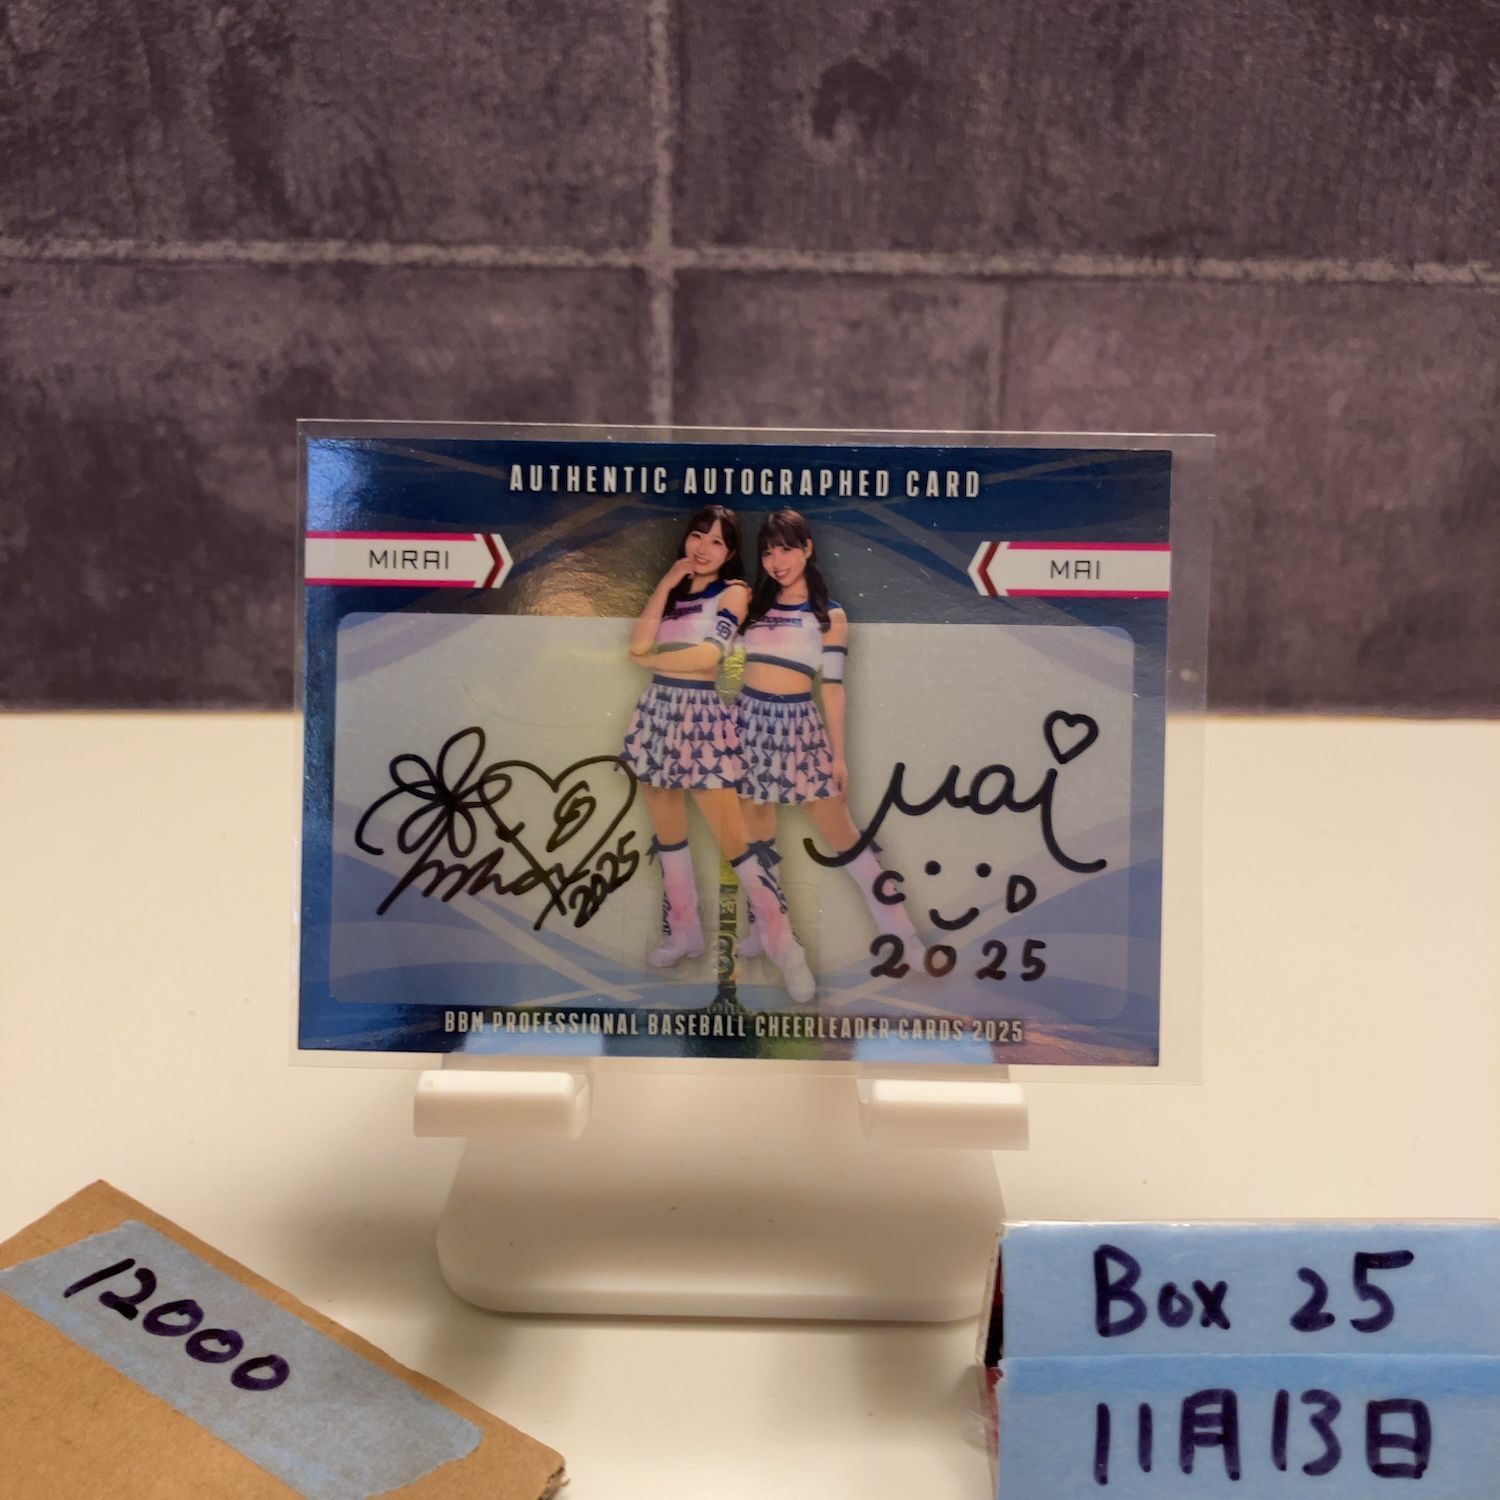 AUTHENTIC AUTOGRAPHED CARD
MIRAI
MAI
2025
Mai
C D
2025
BBM PROFESSIONAL BASEBALL CHEERLEADER CARDS 2025
12000
Box 25
11月13日